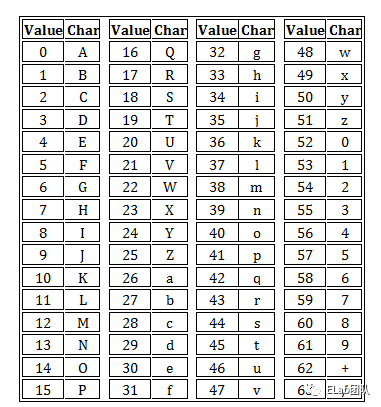 Value Char Value Char Value Char Value Char
0 A 16 Q 32 g 48 w
1 B 17 R 33 h 49 x
2 C 18 S 34 i 50 y
3 D 19 T 35 j 51 z
4 E 20 U 36 k 52 0
5 F 21 V 37 l 53 1
6 G 22 W 38 m 54 2
7 H 23 X 39 n 55 3
8 I 24 Y 40 o 56 4
9 J 25 Z 41 p 57 5
10 K 26 a 42 q 58 6
11 L 27 b 43 r 59 7
12 M 28 c 44 s 60 8
13 N 29 d 45 t 61 9
14 O 30 e 46 u 62 +
15 P 31 f 47 v
ELab团队